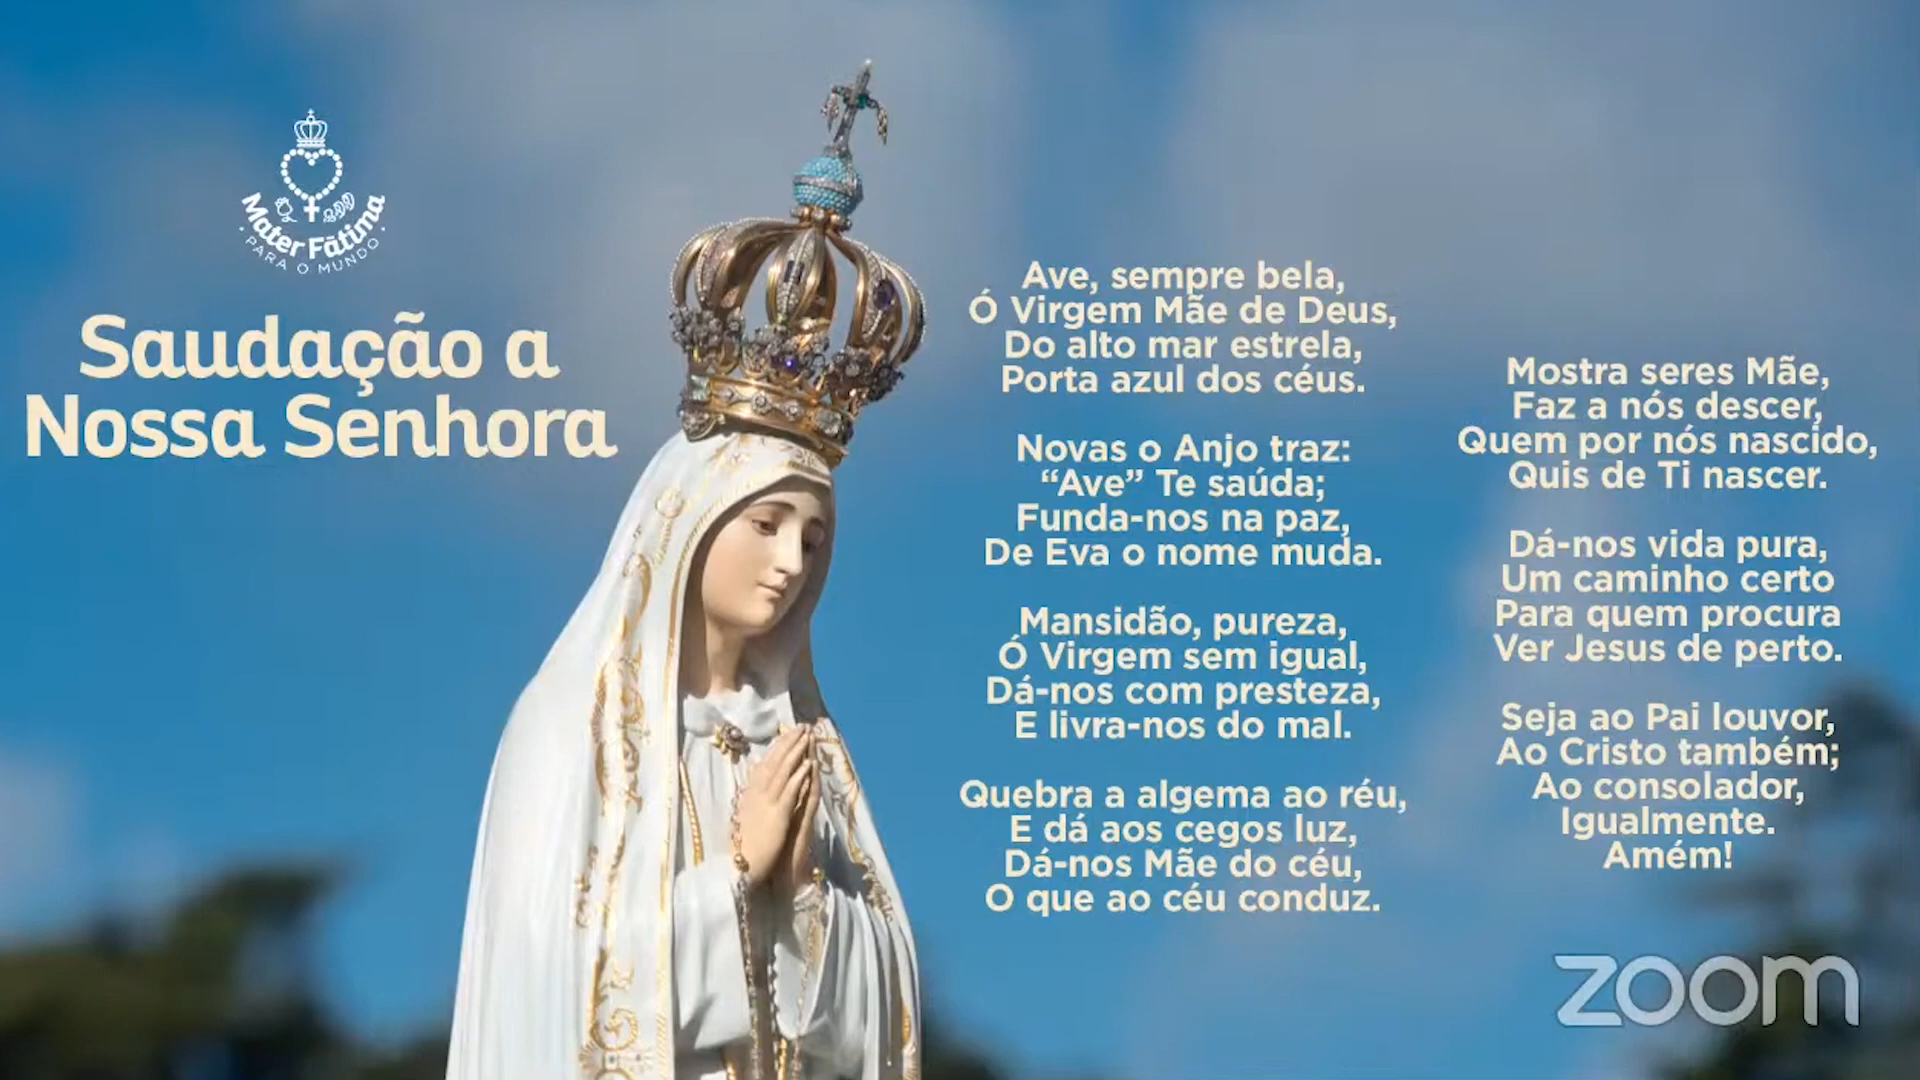 Mater Fátima
· PARA O MUNDO ·
Saudação a
Nossa Senhora
Ave, sempre bela,
Ó Virgem Mãe de Deus,
Do alto mar estrela,
Porta azul dos céus.
Novas o Anjo traz:
“Ave” Te saúda;
Funda-nos na paz,
De Eva o nome muda.
Mansidão, pureza,
Ó Virgem sem igual,
Dá-nos com presteza,
E livra-nos do mal.
Quebra a algema ao réu,
E dá aos cegos luz,
Dá-nos Mãe do céu,
O que ao céu conduz.
Mostra seres Mãe,
Faz a nós descer,
Quem por nós nascido,
Quis de Ti nascer.
Dá-nos vida pura,
Um caminho certo
Para quem procura
Ver Jesus de perto.
Seja ao Pai louvor,
Ao Cristo também;
Ao consolador,
Igualmente.
Amém!
zoom